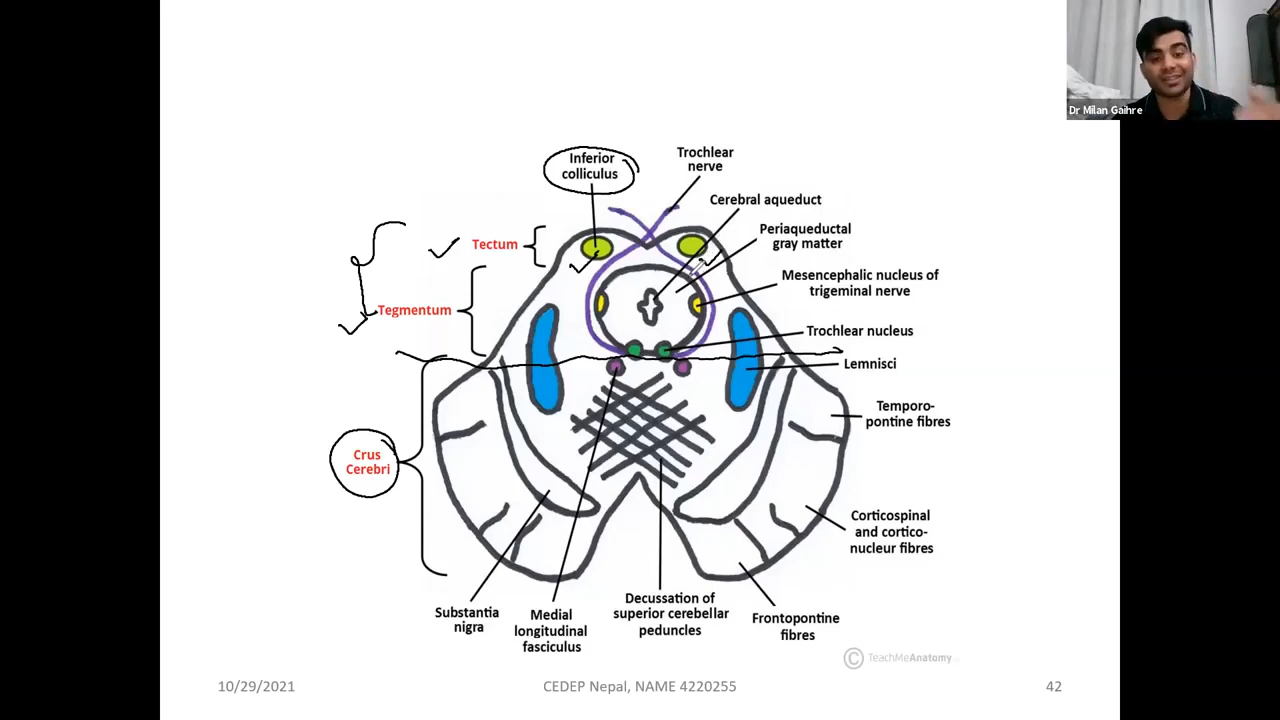 Dr Milan Gaihre
Inferior
colliculus
Trochlear
nerve
Cerebral aqueduct
Periaqueductal
gray matter
Tectum
Mesencephalic nucleus of
trigeminal nerve
Tegmentum
Trochlear nucleus
Lemnisci
Temporo-
pontine fibres
Crus
Cerebri
Corticospinal
and cortico-
nucleur fibres
Substantia
nigra
Medial
longitudinal
fasciculus
Decussation of
superior cerebellar
peduncles
Frontopontine
fibres
© TeachMeAnatomy
10/29/2021
CEDEP Nepal, NAME 4220255
42